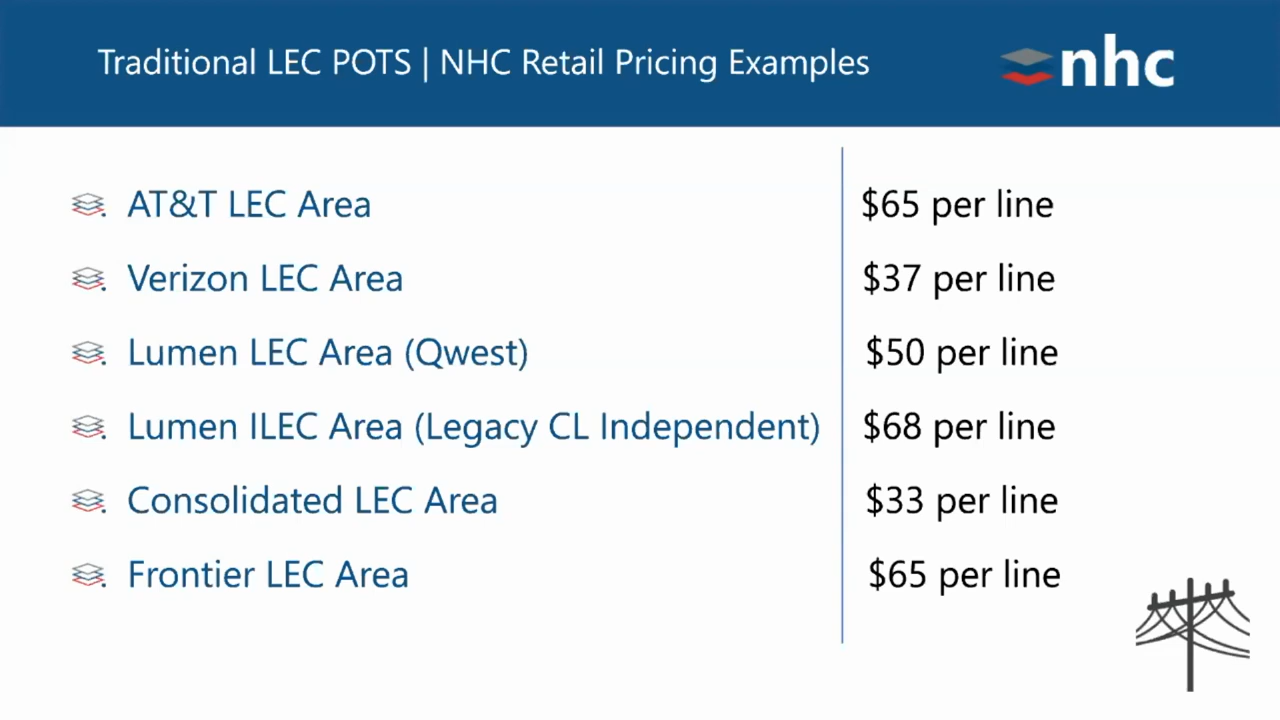 Traditional LEC POTS | NHC Retail Pricing Examples
nhc
AT&T LEC Area $65 per line
Verizon LEC Area $37 per line
Lumen LEC Area (Qwest) $50 per line
Lumen ILEC Area (Legacy CL Independent) $68 per line
Consolidated LEC Area $33 per line
Frontier LEC Area $65 per line